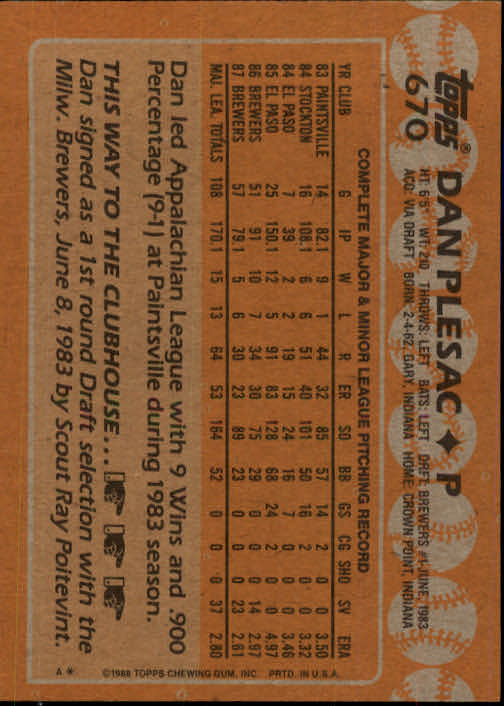 topps® DAN PLESAC ◆ P
670 HT: 6'5" WT: 210 THROWS: LEFT BATS: LEFT DRFT: BREWERS #1-JUNE, 1983
ACQ: VIA DRAFT BORN: 2-4-62, GARY, INDIANA HOME: CROWN POINT, INDIANA
COMPLETE MAJOR & MINOR LEAGUE PITCHING RECORD
YR CLUB G IP W L R ER SO BB GS CG SHO SV ERA
83 PAINTSVILLE 14 82.1 9 1 44 32 85 57 14 2 0 0 3.50
84 STOCKTON 16 108.1 6 6 51 40 101 50 16 2 0 0 3.32
84 EL PASO 7 39 2 2 19 15 24 16 7 0 0 0 3.46
85 EL PASO 25 150.1 12 5 91 83 128 68 24 2 0 0 4.97
86 BREWERS 51 91 10 7 34 30 75 29 0 0 0 14 2.97
87 BREWERS 57 79.1 5 6 30 23 89 23 0 0 0 23 2.61
MAJ. LEA. TOTALS 108 170.1 15 13 64 53 164 52 0 0 0 37 2.80
Dan led Appalachian League with 9 Wins and .900
Percentage (9-1) at Paintsville during 1983 season.
THIS WAY TO THE CLUBHOUSE...
Dan signed as a 1st round Draft selection with the
Milw. Brewers, June 8, 1983 by Scout Ray Poitevint.
A * ©1988 TOPPS CHEWING GUM, INC. PRTD. IN U.S.A.